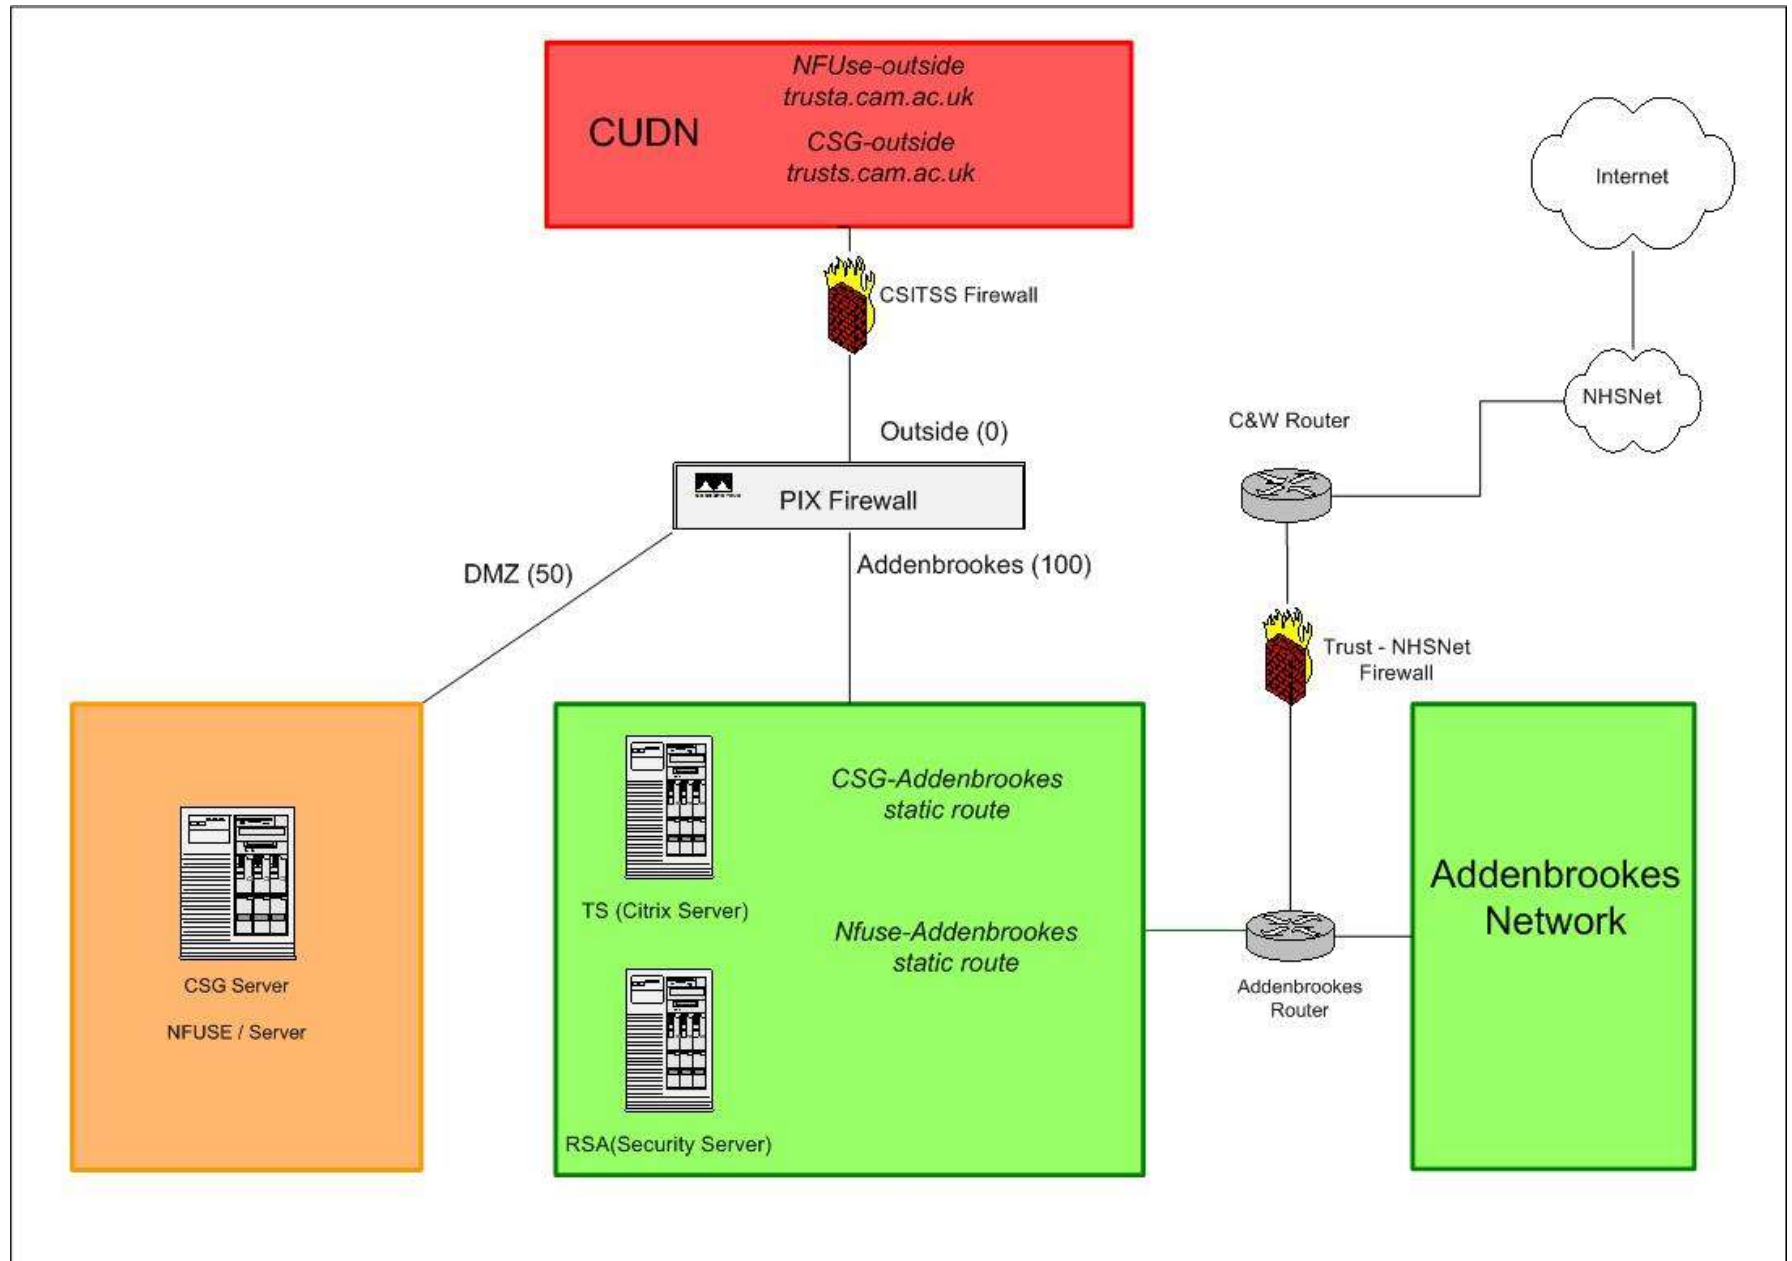 NFUse-outside
trusta.cam.ac.uk
CUDN
CSG-outside
trusts.cam.ac.uk
Internet
CSITSS Firewall
NHSNet
C&W Router
Outside (0)
PIX Firewall
DMZ (50)
Addenbrookes (100)
Trust - NHSNet
Firewall
CSG-Addenbrookes
static route
TS (Citrix Server)
Nfuse-Addenbrookes
static route
Addenbrookes
Network
CSG Server
NFUSE / Server
Addenbrookes
Router
RSA(Security Server)